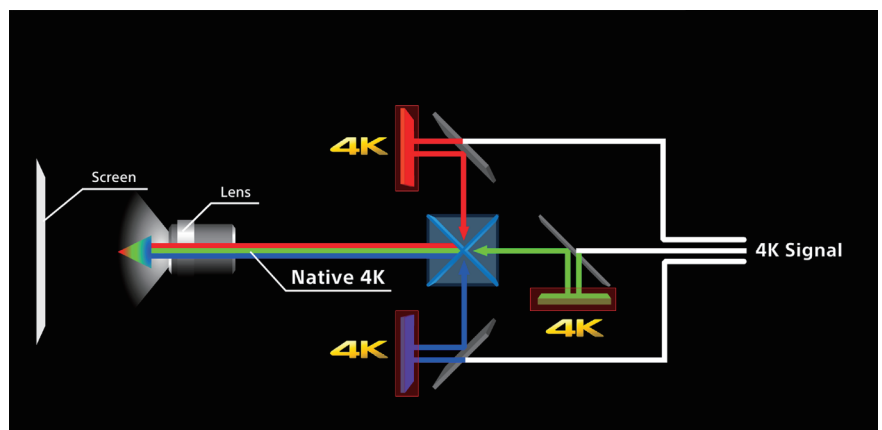 4K
Screen
Lens
4K Signal
Native 4K
4K
4K